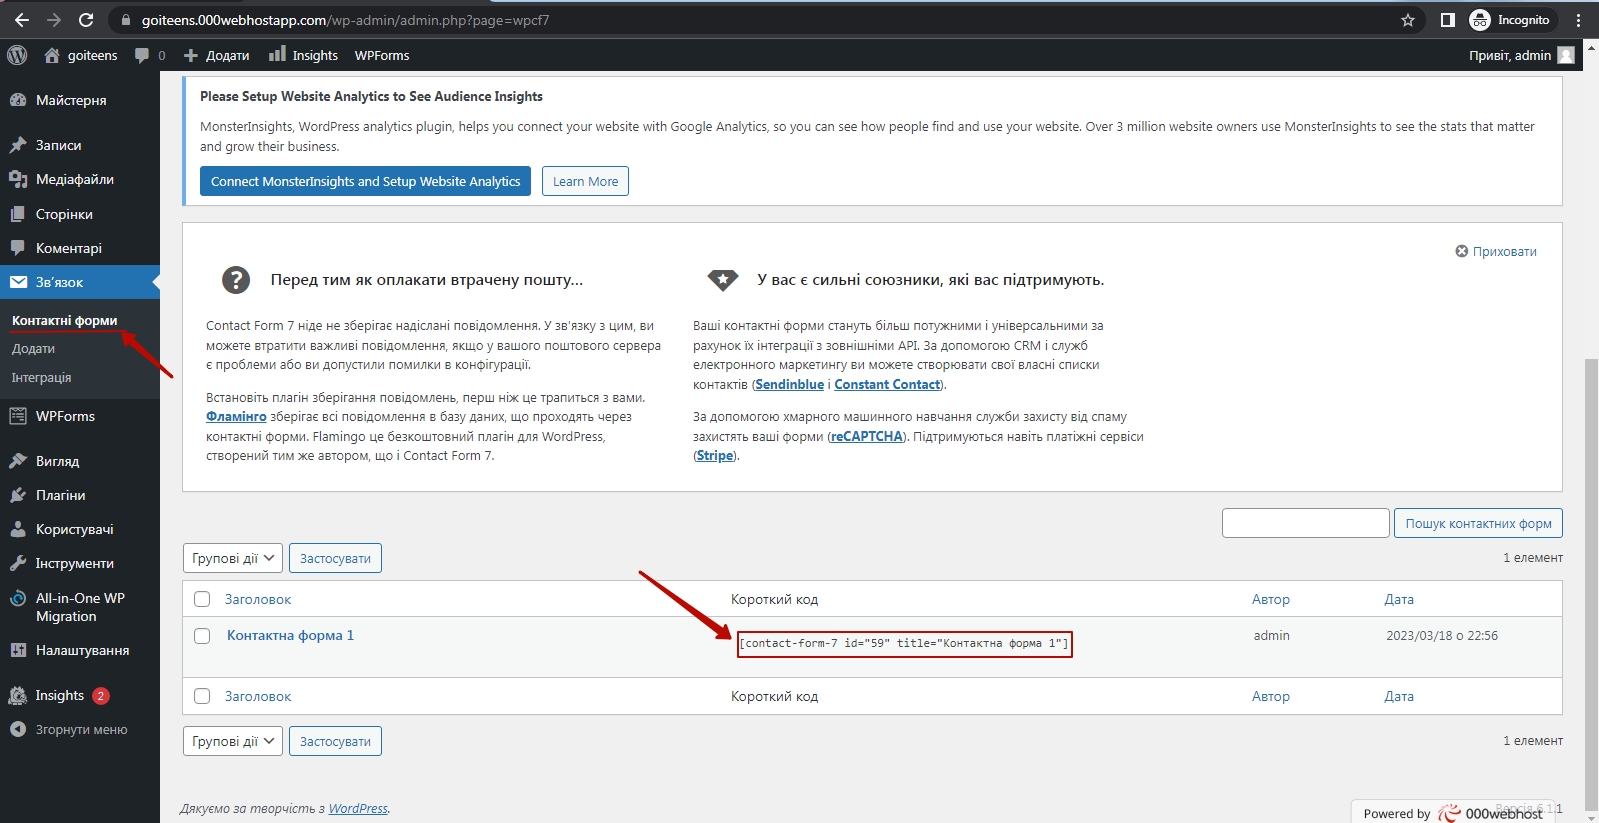 goiteens.000webhostapp.com/wp-admin/admin.php?page=wpcf7
Incognito
goiteens
0
Додати
Insights
WPForms
Привіт, admin
Майстерня
Записи
Медіафайли
Сторінки
Коментарі
Зв’язок
Контактні форми
Додати
Інтеграція
WPForms
Вигляд
Плагіни
Користувачі
Інструменти
All-in-One WP
Migration
Налаштування
Insights 2
Згорнути меню
Please Setup Website Analytics to See Audience Insights
MonsterInsights, WordPress analytics plugin, helps you connect your website with Google Analytics, so you can see how people find and use your website. Over 3 million website owners use MonsterInsights to see the stats that matter
and grow their business.
Connect MonsterInsights and Setup Website Analytics
Learn More
Приховати
Перед тим як оплакати втрачену пошту...
Contact Form 7 ніде не зберігає надіслані повідомлення. У зв'язку з цим, ви
можете втратити важливі повідомлення, якщо у вашого поштового сервера
є проблеми або ви допустили помилки в конфігурації.
Встановіть плагін зберігання повідомлень, перш ніж це трапиться з вами.
Фламінго зберігає всі повідомлення в базу даних, що проходять через
контактні форми. Flamingo це безкоштовний плагін для WordPress,
створений тим же автором, що і Contact Form 7.
У вас є сильні союзники, які вас підтримують.
Ваші контактні форми стануть більш потужними і універсальними за
рахунок їх інтеграції з зовнішніми API. За допомогою CRM і служб
електронного маркетингу ви можете створювати свої власні списки
контактів (Sendinblue і Constant Contact).
За допомогою хмарного машинного навчання служби захисту від спаму
захистять ваші форми (reCAPTCHA). Підтримуються навіть платіжні сервіси
(Stripe).
Пошук контактних форм
Групові дії
Застосувати
1 елемент
Заголовок
Короткий код
Автор
Дата
Контактна форма 1
[contact-form-7 id="59" title="Контактна форма 1"]
admin
2023/03/18 о 22:56
Заголовок
Короткий код
Автор
Дата
Групові дії
Застосувати
1 елемент
Дякуємо за творчість з WordPress.
Версія 6.1.1
Powered by 000webhost